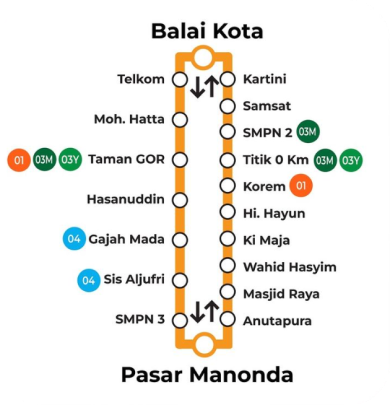 Balai Kota
Telkom
Moh. Hatta
01 03M 03Y Taman GOR
Hasanuddin
04 Gajah Mada
04 Sis Aljufri
SMPN 3
Kartini
Samsat
SMPN 2 03M
Titik 0 Km 03M 03Y
Korem 01
Hi. Hayun
Ki Maja
Wahid Hasyim
Masjid Raya
Anutapura
Pasar Manonda